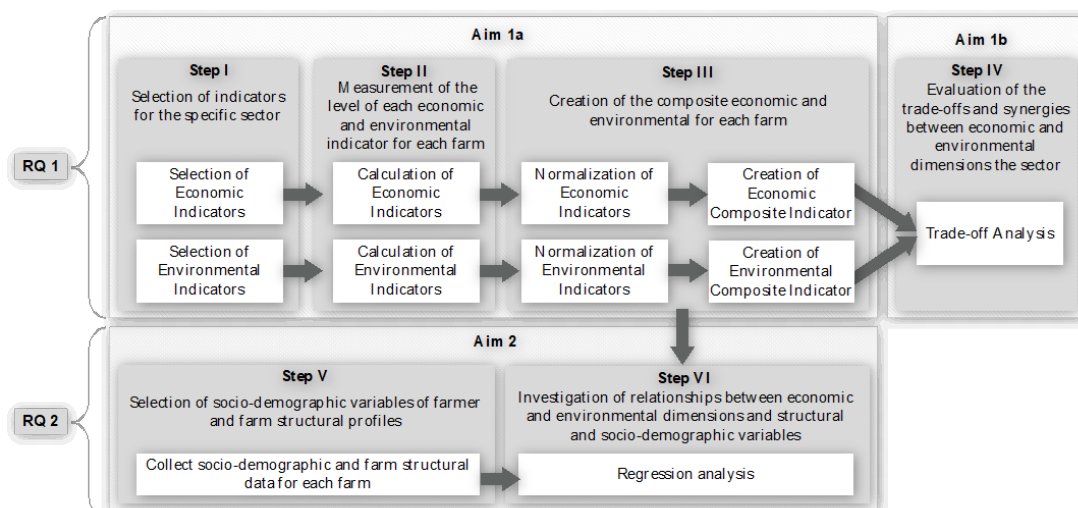 Aim 1a
Aim 1b
Step I
Selection of indicators
for the specific sector
Step II
Measurement of the
level of each economic
and environmental
indicator for each farm
Step III
Creation of the composite economic and
environmental for each farm
Step IV
Evaluation of the
trade-offs and synergies
between economic and
environmental
dimensions the sector
RQ 1
Selection of
Economic
Indicators
Calculation of
Economic
Indicators
Normalization of
Economic
Indicators
Creation of
Economic
Composite Indicator
Trade-off Analysis
Selection of
Environmental
Indicators
Calculation of
Environmental
Indicators
Normalization of
Environmental
Indicators
Creation of
Environmental
Composite Indicator
Aim 2
RQ 2
Step V
Selection of socio-demographic variables of farmer
and farm structural profiles
Collect socio-demographic and farm structural
data for each farm
Step VI
Investigation of relationships between economic
and environmental dimensions and structural
and socio-demographic variables
Regression analysis